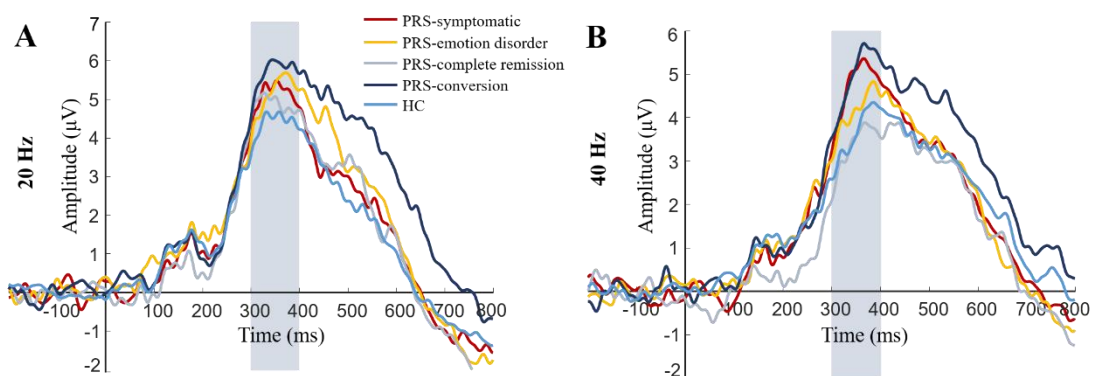 A
20 Hz
Amplitude (µV)
7
6
5
4
3
2
1
-1
-2
-100
100
200
300
400
500
600
700
800
Time (ms)
PRS-symptomatic
PRS-emotion disorder
PRS-complete remission
PRS-conversion
HC
B
40 Hz
Amplitude (µV)
6
5
4
3
2
1
-1
-2
-100
100
200
300
400
500
600
700
800
Time (ms)